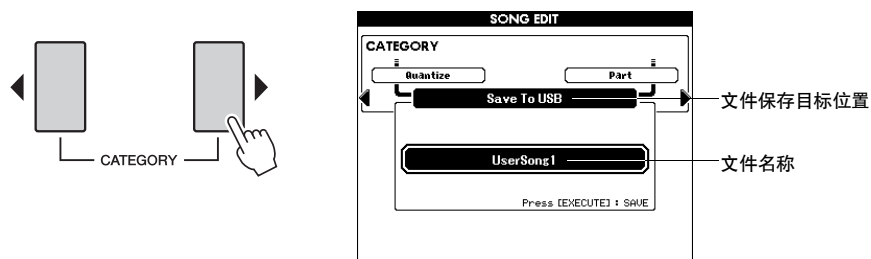 CATEGORY
SONG EDIT
CATEGORY
Quantize
Part
Save To USB
文件保存目标位置
UserSong1
文件名称
Press [EXECUTE] : SAVE